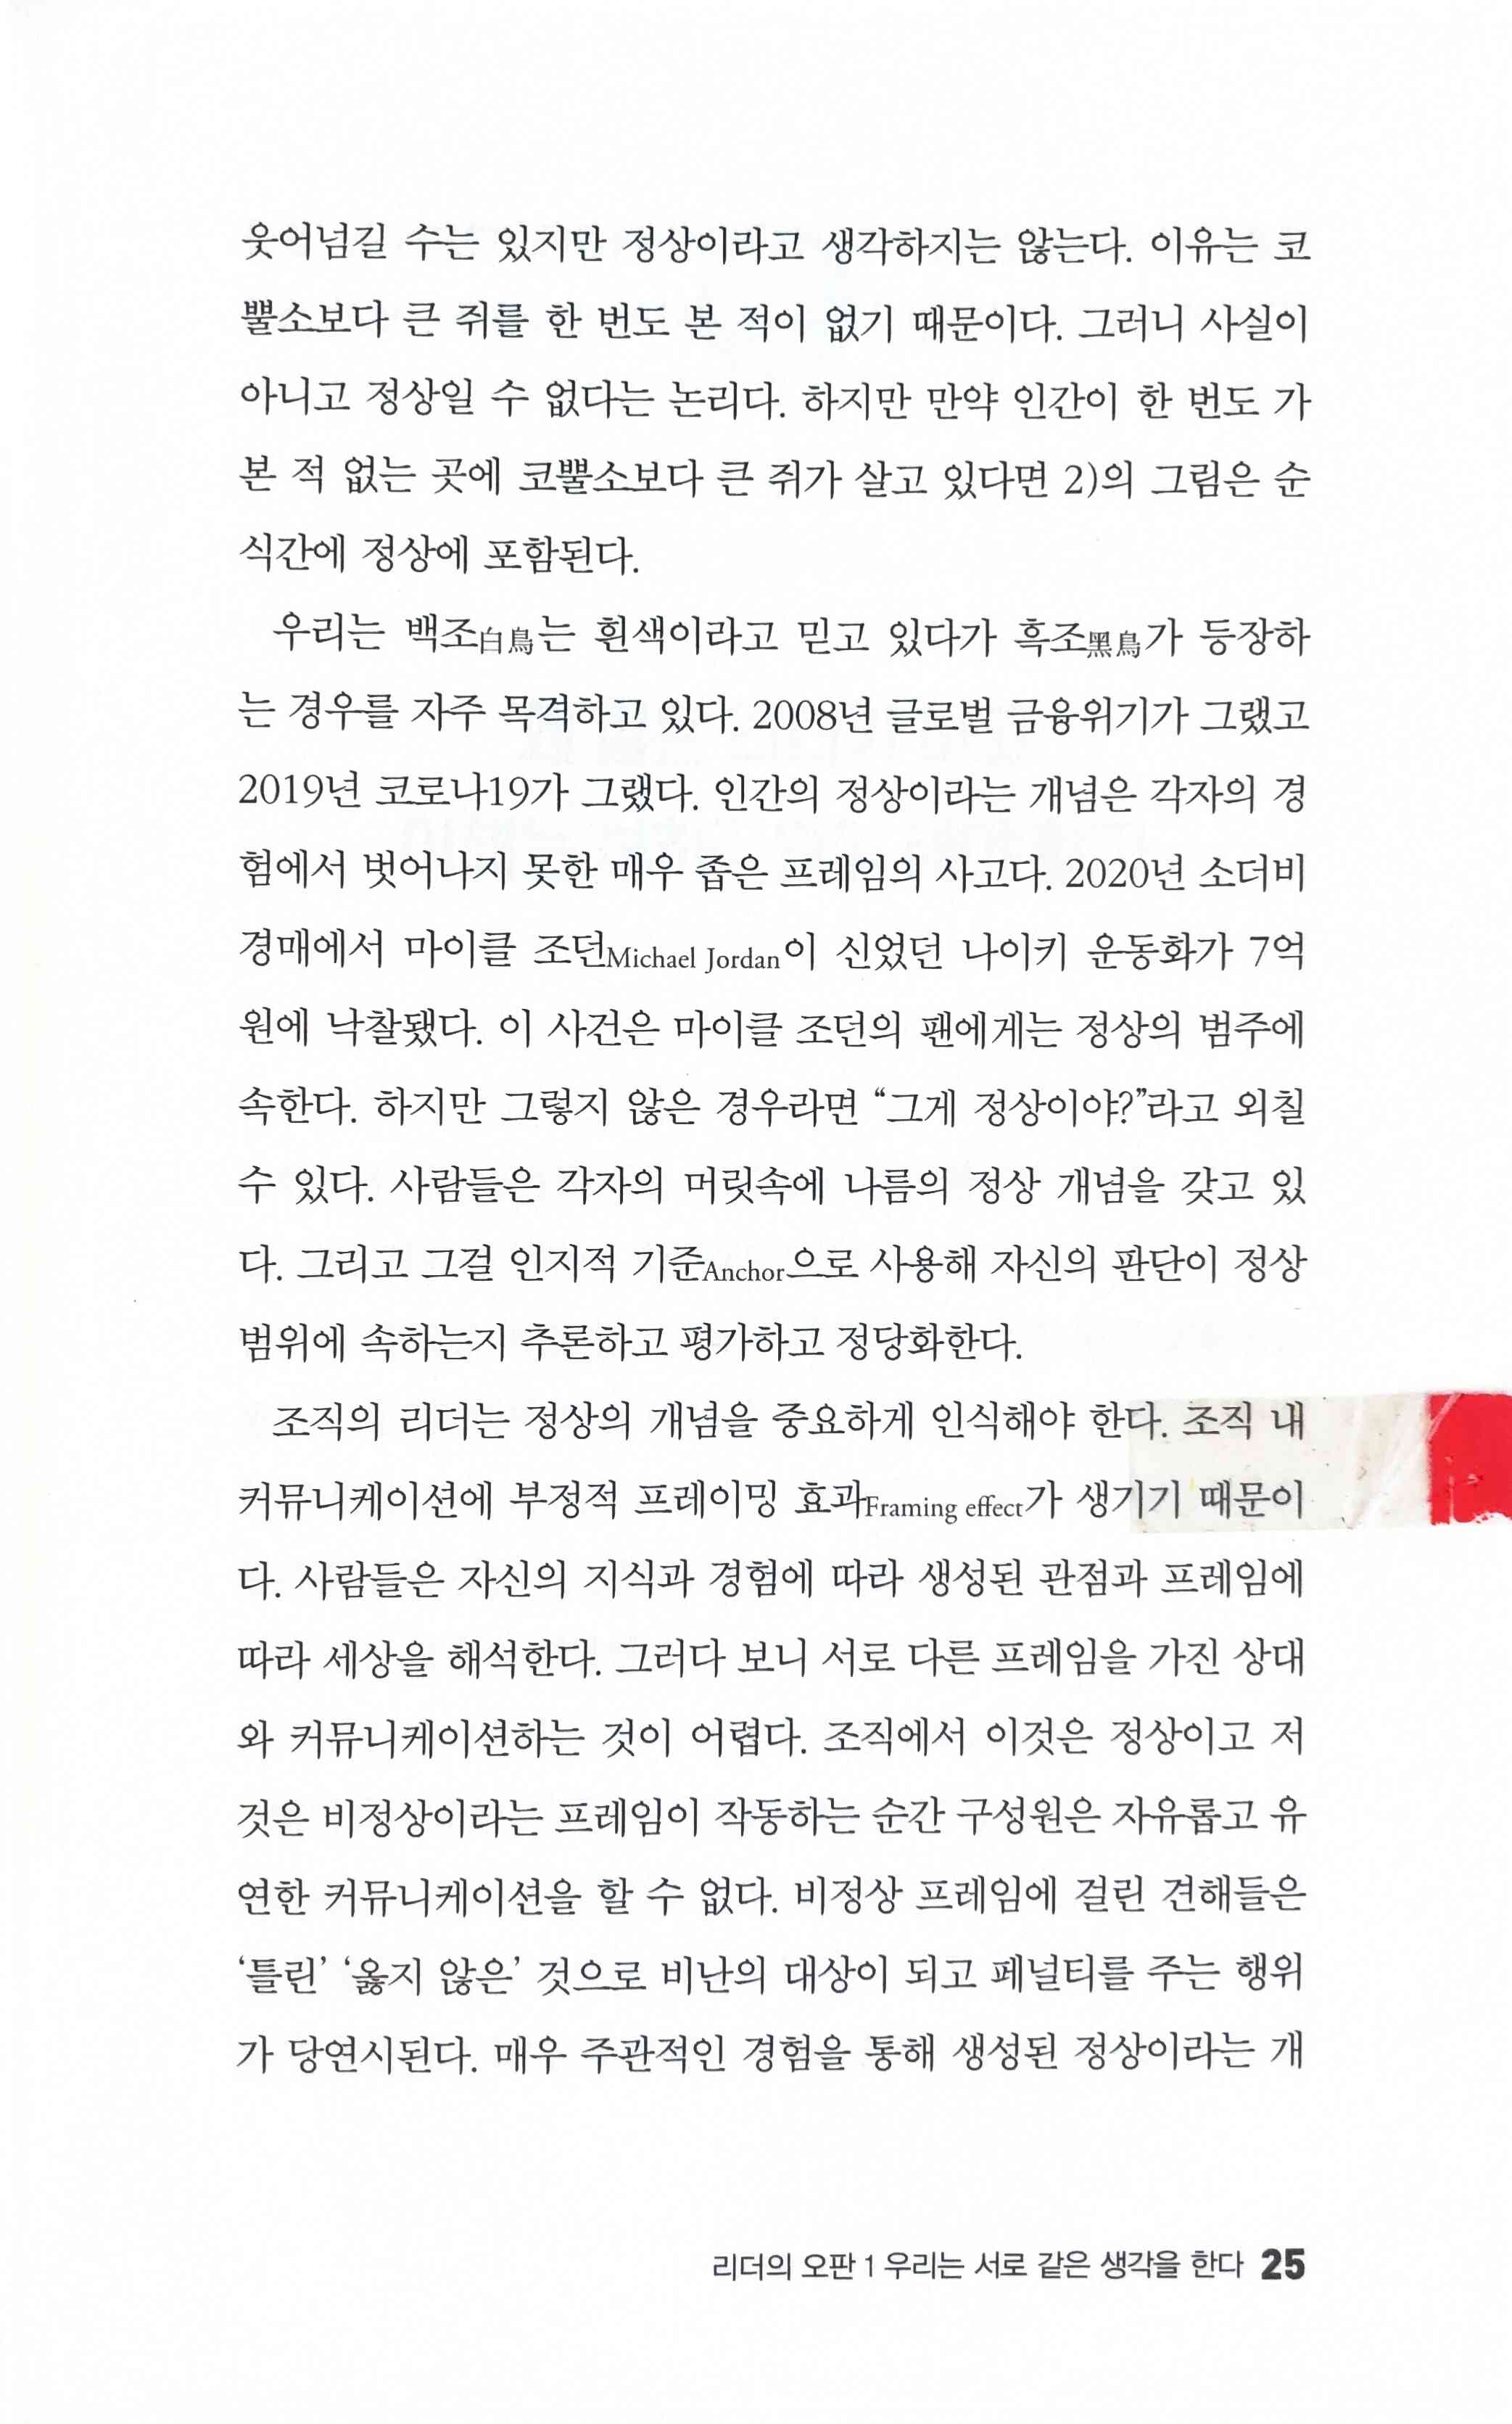 웃어넘길 수는 있지만 정상이라고 생각하지는 않는다. 이유는 코
뿔소보다 큰 쥐를 한 번도 본 적이 없기 때문이다. 그러니 사실이
아니고 정상일 수 없다는 논리다. 하지만 만약 인간이 한 번도 가
본 적 없는 곳에 코뿔소보다 큰 쥐가 살고 있다면 2)의 그림은 순
식간에 정상에 포함된다.
우리는 백조白鳥는 흰색이라고 믿고 있다가 흑조黑鳥가 등장하
는 경우를 자주 목격하고 있다. 2008년 글로벌 금융위기가 그랬고
2019년 코로나19가 그랬다. 인간의 정상이라는 개념은 각자의 경
험에서 벗어나지 못한 매우 좁은 프레임의 사고다. 2020년 소더비
경매에서 마이클 조던Michael Jordan이 신었던 나이키 운동화가 7억
원에 낙찰됐다. 이 사건은 마이클 조던의 팬에게는 정상의 범주에
속한다. 하지만 그렇지 않은 경우라면 “그게 정상이야?”라고 외칠
수 있다. 사람들은 각자의 머릿속에 나름의 정상 개념을 갖고 있
다. 그리고 그걸 인지적 기준Anchor으로 사용해 자신의 판단이 정상
범위에 속하는지 추론하고 평가하고 정당화한다.
조직의 리더는 정상의 개념을 중요하게 인식해야 한다. 조직 내
커뮤니케이션에 부정적 프레이밍 효과Framing effect가 생기기 때문이
다. 사람들은 자신의 지식과 경험에 따라 생성된 관점과 프레임에
따라 세상을 해석한다. 그러다 보니 서로 다른 프레임을 가진 상대
와 커뮤니케이션하는 것이 어렵다. 조직에서 이것은 정상이고 저
것은 비정상이라는 프레임이 작동하는 순간 구성원은 자유롭고 유
연한 커뮤니케이션을 할 수 없다. 비정상 프레임에 걸린 견해들은
‘틀린’ ‘옳지 않은’ 것으로 비난의 대상이 되고 페널티를 주는 행위
가 당연시된다. 매우 주관적인 경험을 통해 생성된 정상이라는 개
리더의 오판 1 우리는 서로 같은 생각을 한다 25